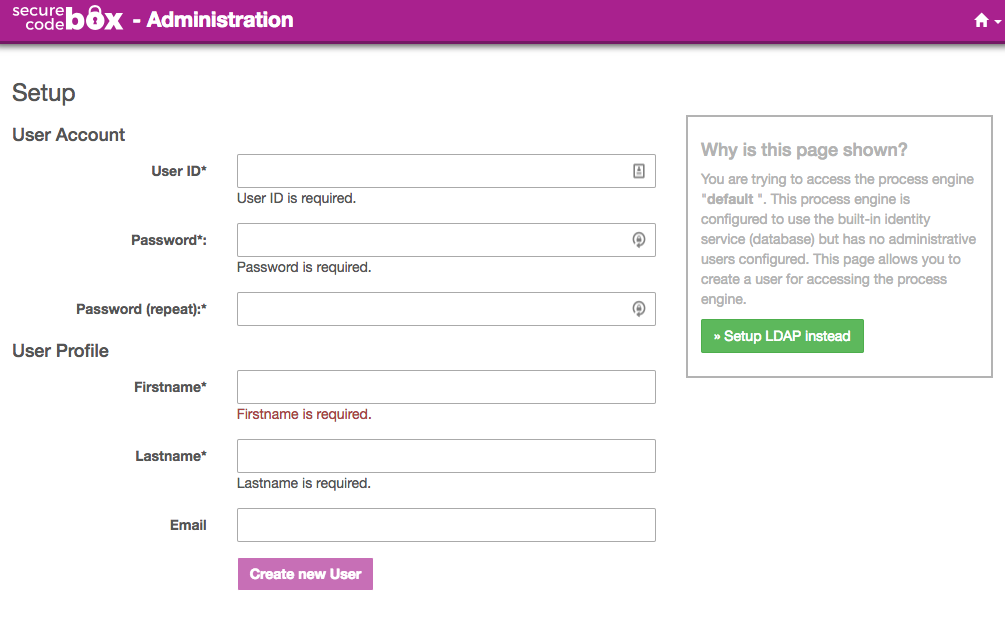 secure
codebox - Administration
Setup
User Account
User ID*
User ID is required.
Password*:
Password is required.
Password (repeat):*
User Profile
Firstname*
Firstname is required.
Lastname*
Lastname is required.
Email
Create new User
Why is this page shown?
You are trying to access the process engine
"default ". This process engine is
configured to use the built-in identity
service (database) but has no administrative
users configured. This page allows you to
create a user for accessing the process
engine.
» Setup LDAP instead